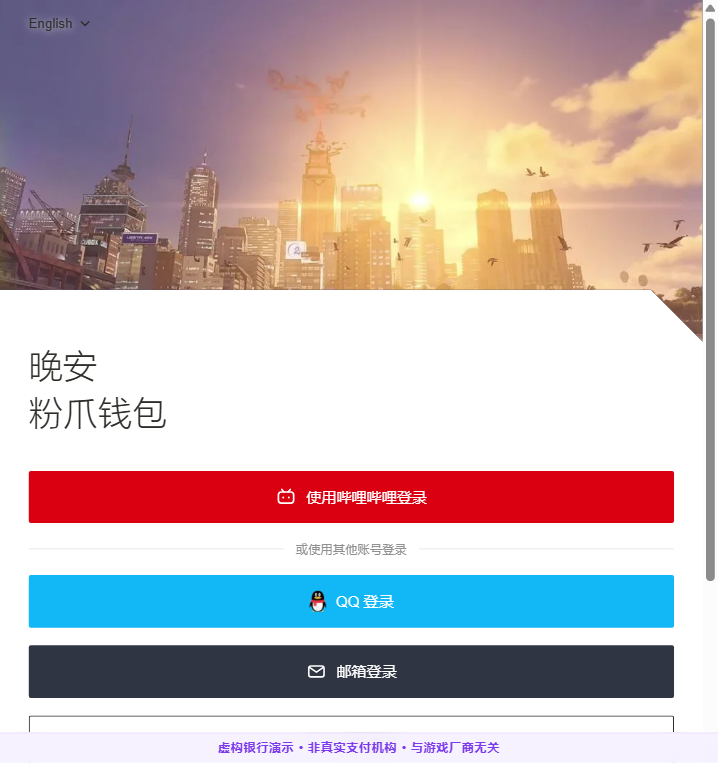 English
晚安
粉爪钱包
使用哔哩哔哩登录
或使用其他账号登录
QQ 登录
邮箱登录
虚构银行演示 • 非真实支付机构 • 与游戏厂商无关